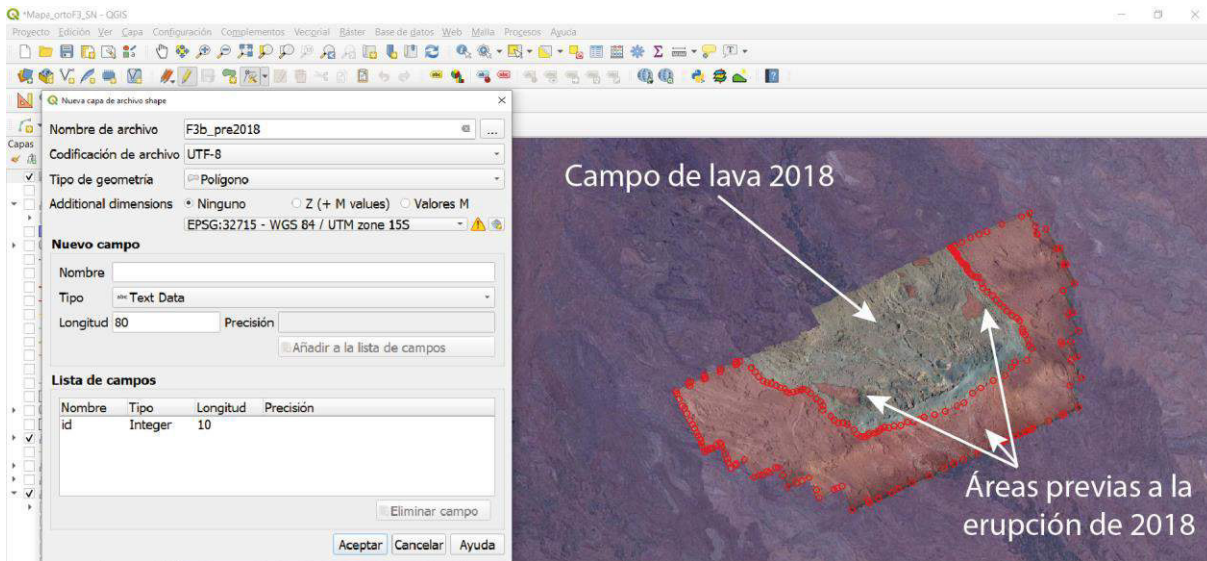 *Mapa_ortoF3_SN – QGIS
Proyecto Edición Ver Capa Configuración Complementos Vectorial Ráster Base de datos Web Malla Procesos Ayuda
Nueva capa de archivo shape
Nombre de archivo F3b_pre2018 ...
Codificación de archivo UTF-8
Tipo de geometría Polígono
Additional dimensions Ninguno Z (+ M values) Valores M
EPSG:32715 - WGS 84 / UTM zone 15S
Nuevo campo
Nombre
Tipo abc Text Data
Longitud 80 Precisión
Añadir a la lista de campos
Lista de campos
Nombre Tipo Longitud Precisión
id Integer 10
Eliminar campo
Aceptar Cancelar Ayuda
Capas
Campo de lava 2018
Áreas previas a la
erupción de 2018